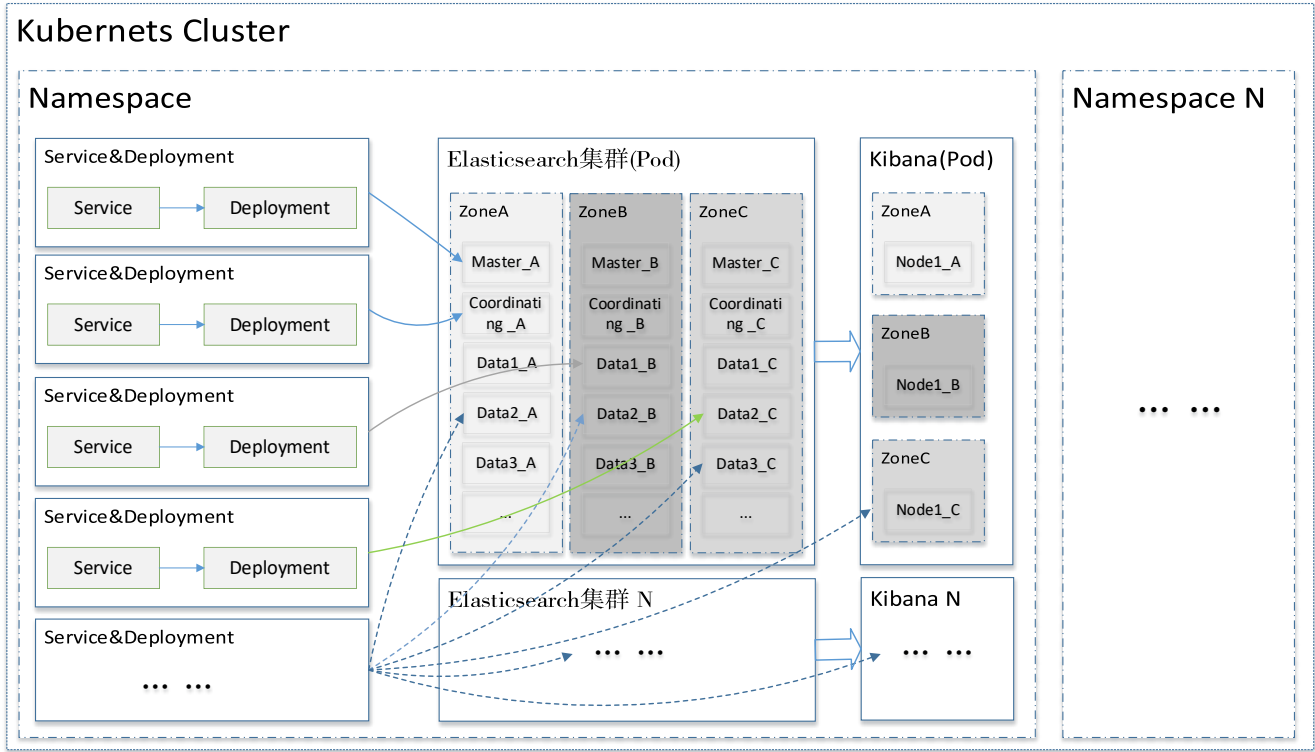 Kubernets Cluster
Namespace
Service&Deployment
Service
Deployment
Service&Deployment
Service
Deployment
Service&Deployment
Service
Deployment
Service&Deployment
Service
Deployment
Service&Deployment
... ...
Elasticsearch集群(Pod)
ZoneA
Master_A
Coordinati
ng _A
Data1_A
Data2_A
Data3_A
...
ZoneB
Master_B
Coordinati
ng _B
Data1_B
Data2_B
Data3_B
...
ZoneC
Master_C
Coordinati
ng _C
Data1_C
Data2_C
Data3_C
...
Elasticsearch集群 N
... ...
Kibana(Pod)
ZoneA
Node1_A
ZoneB
Node1_B
ZoneC
Node1_C
Kibana N
... ...
Namespace N
... ...